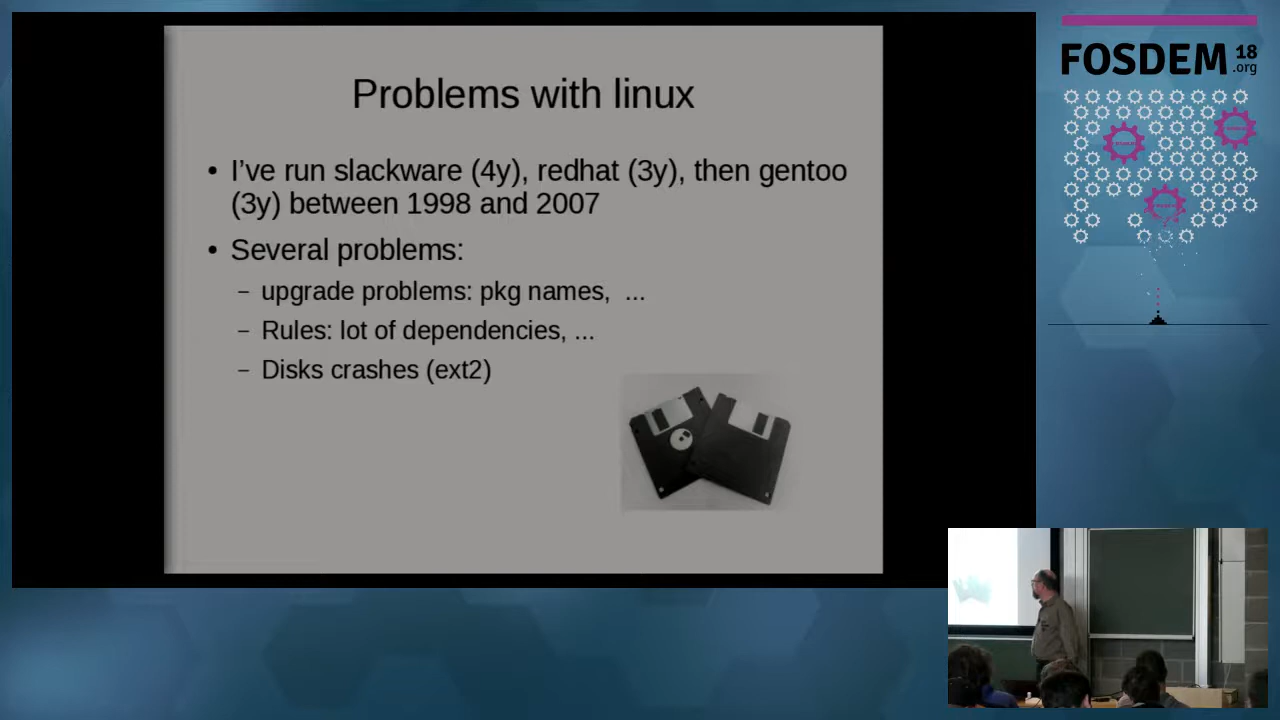 Problems with linux
• I've run slackware (4y), redhat (3y), then gentoo
(3y) between 1998 and 2007
• Several problems:
– upgrade problems: pkg names, ...
– Rules: lot of dependencies, ...
– Disks crashes (ext2)
FOSDEM 18
.org